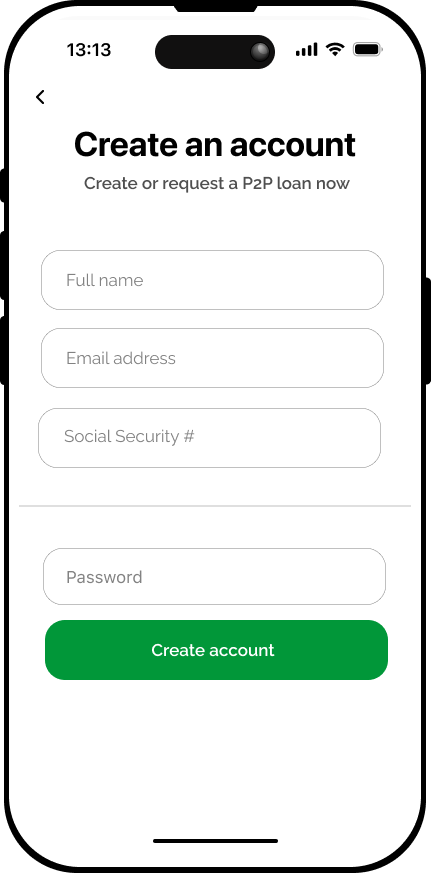 13:13
Create an account
Create or request a P2P loan now
Full name
Email address
Social Security #
Password
Create account